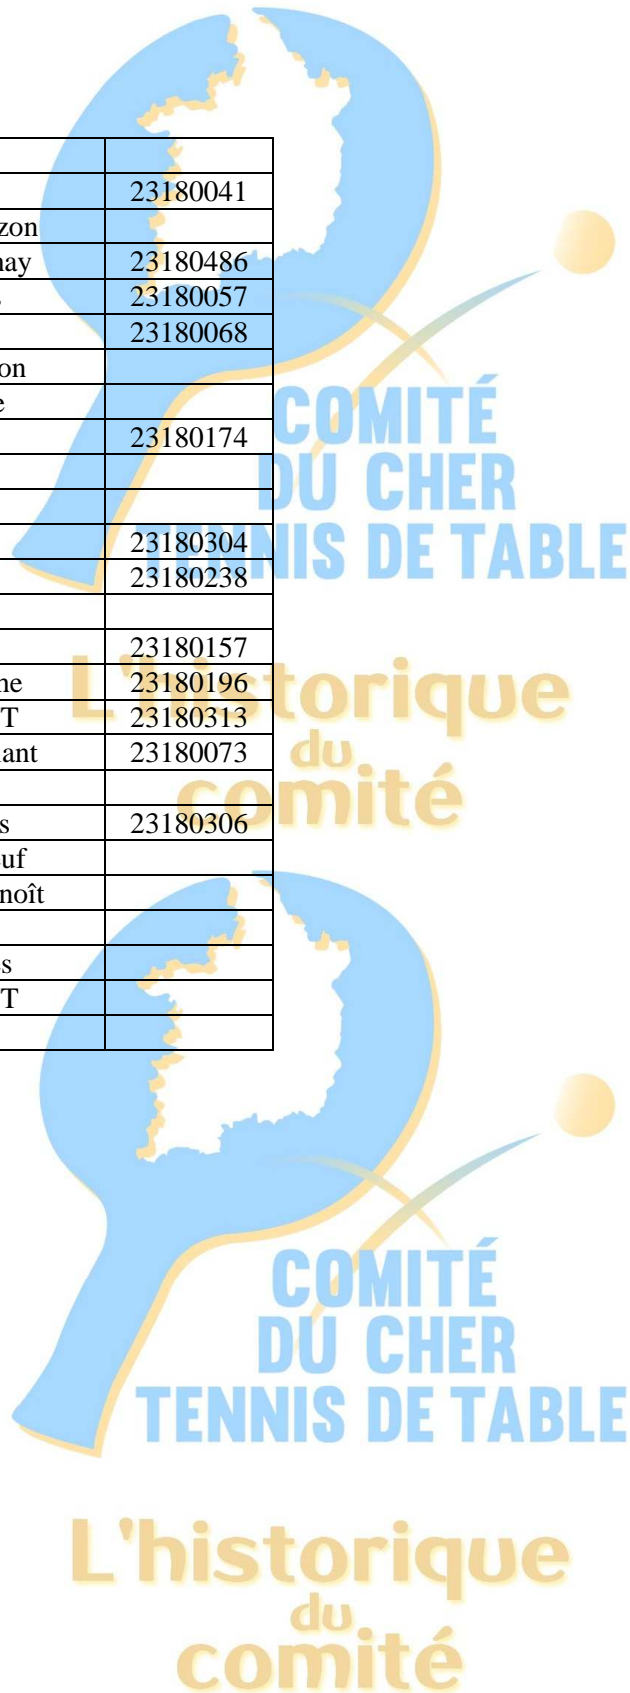 23180041
zon
nay 23180486
s 23180057
23180068
on
e
23180174
23180304
23180238
23180157
ne 23180196
T 23180313
ant 23180073
s 23180306
uf
noît
s
T
COMITÉ
DU CHER
TENNIS DE TABLE
L'historique
du
comité
COMITÉ
DU CHER
TENNIS DE TABLE
L'historique
du
comité